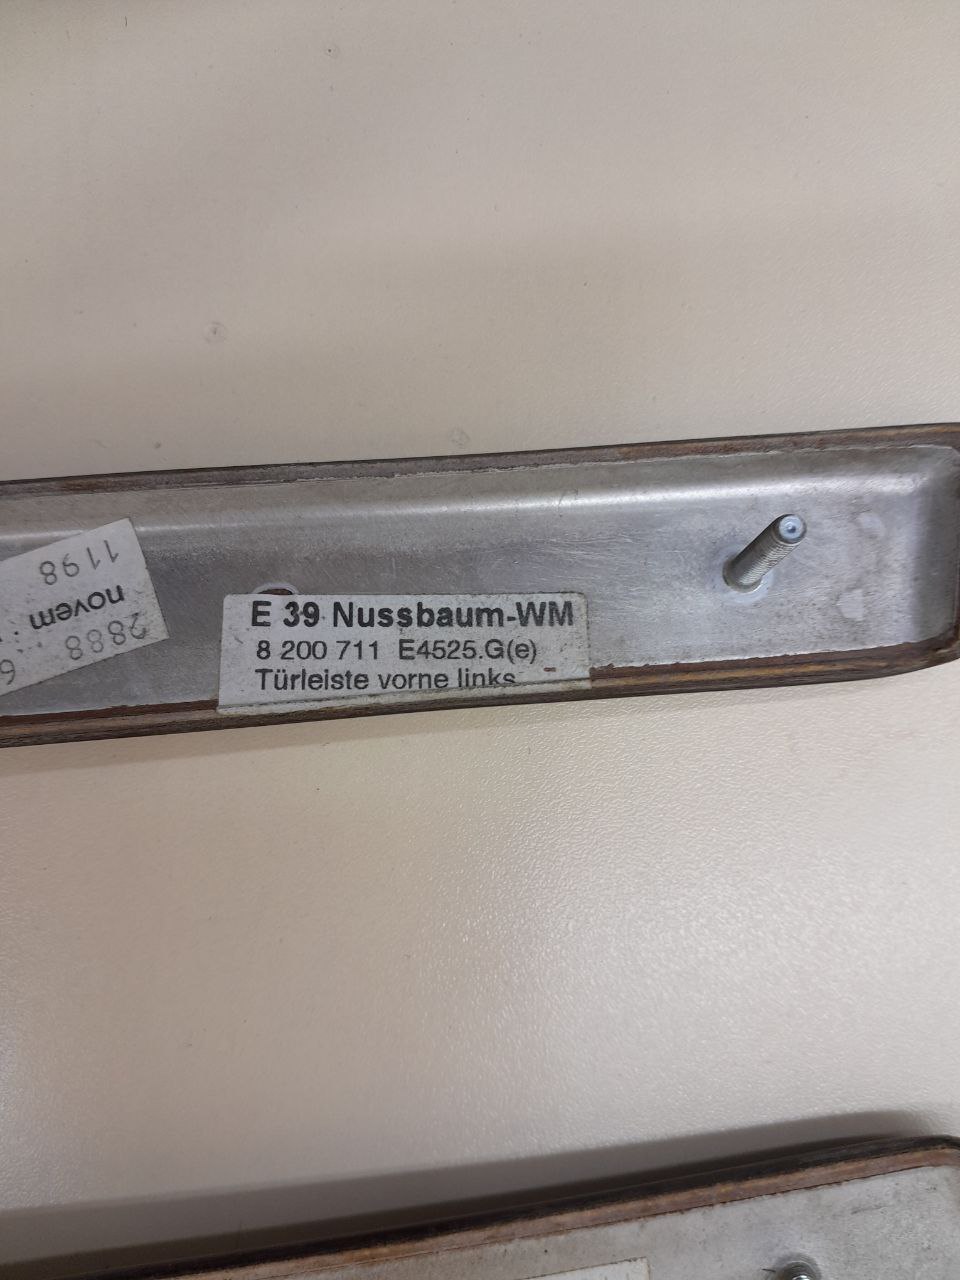 E 39 Nussbaum-WM
8 200 711 E4525.G(e)
Türleiste vorne links
1198
novem
2888